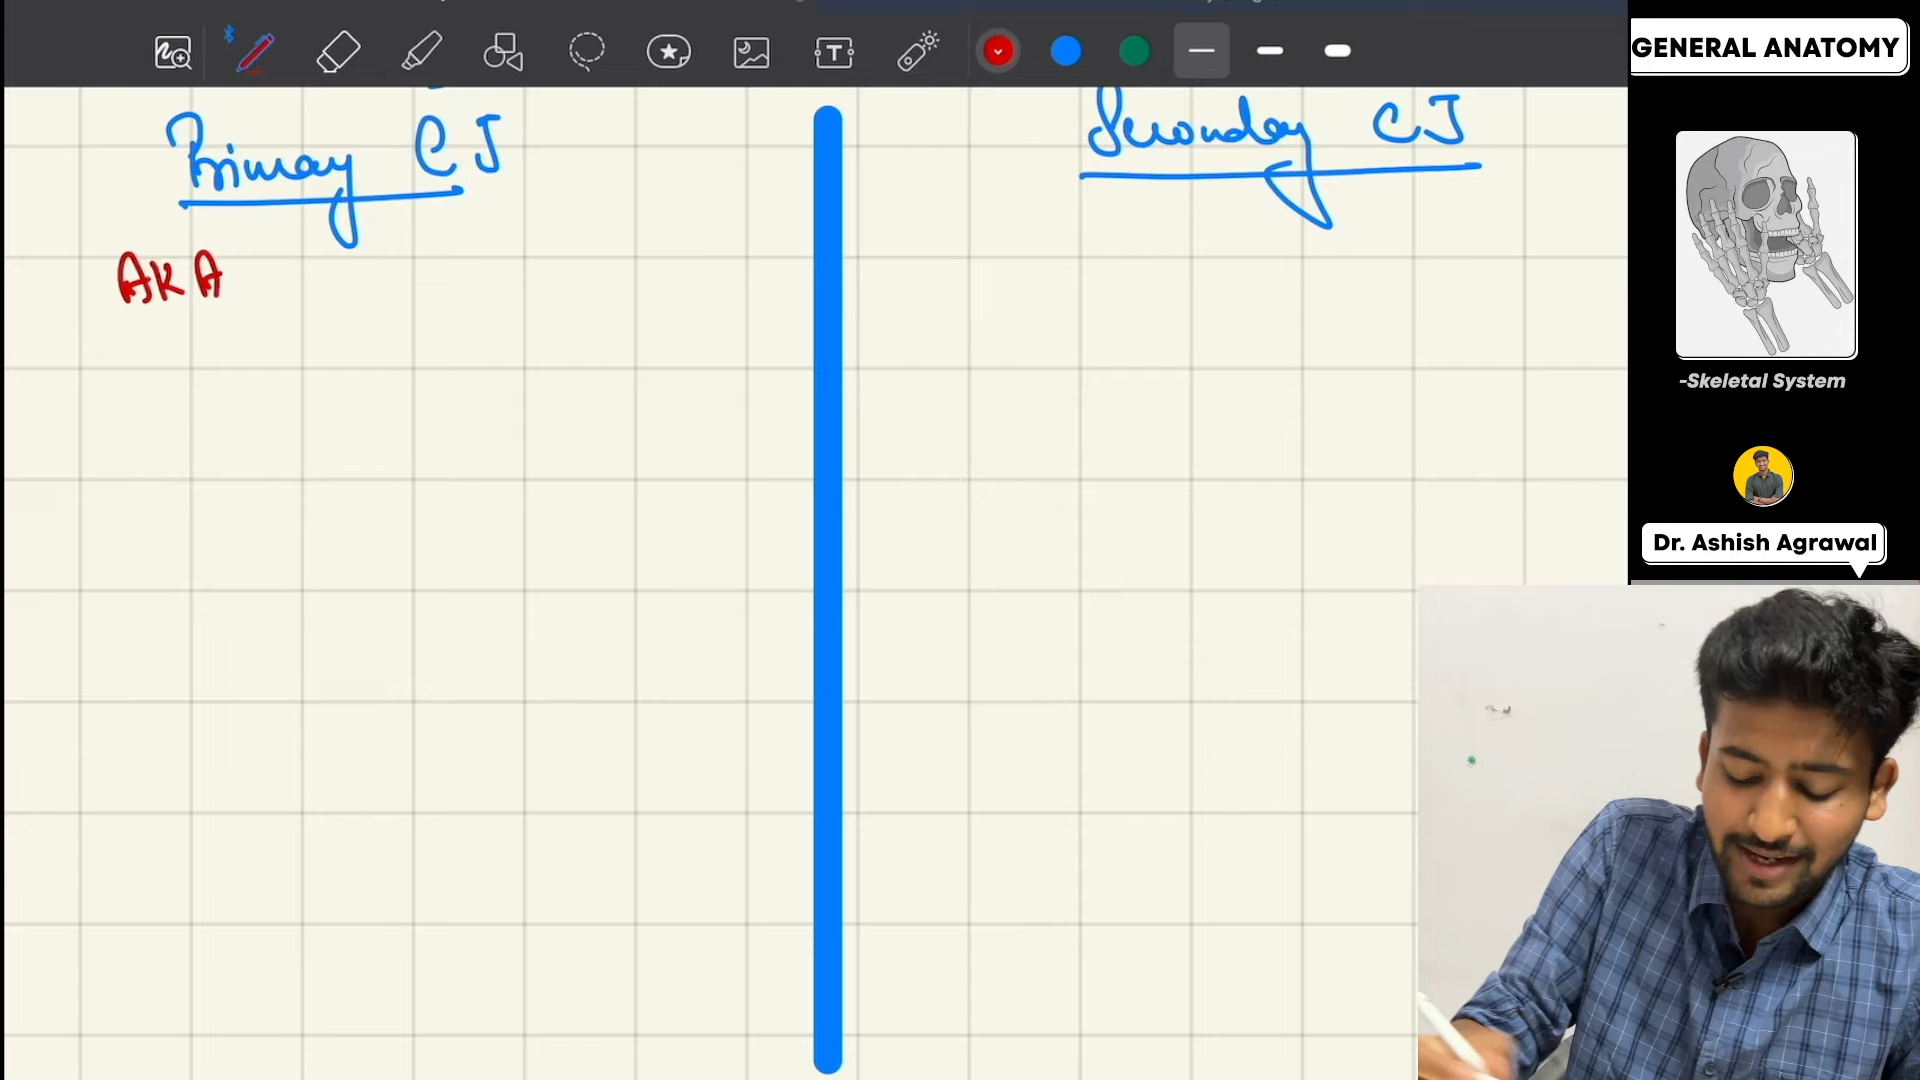 GENERAL ANATOMY
Primary CJ
Secondary CJ
AKA
-Skeletal System
Dr. Ashish Agrawal